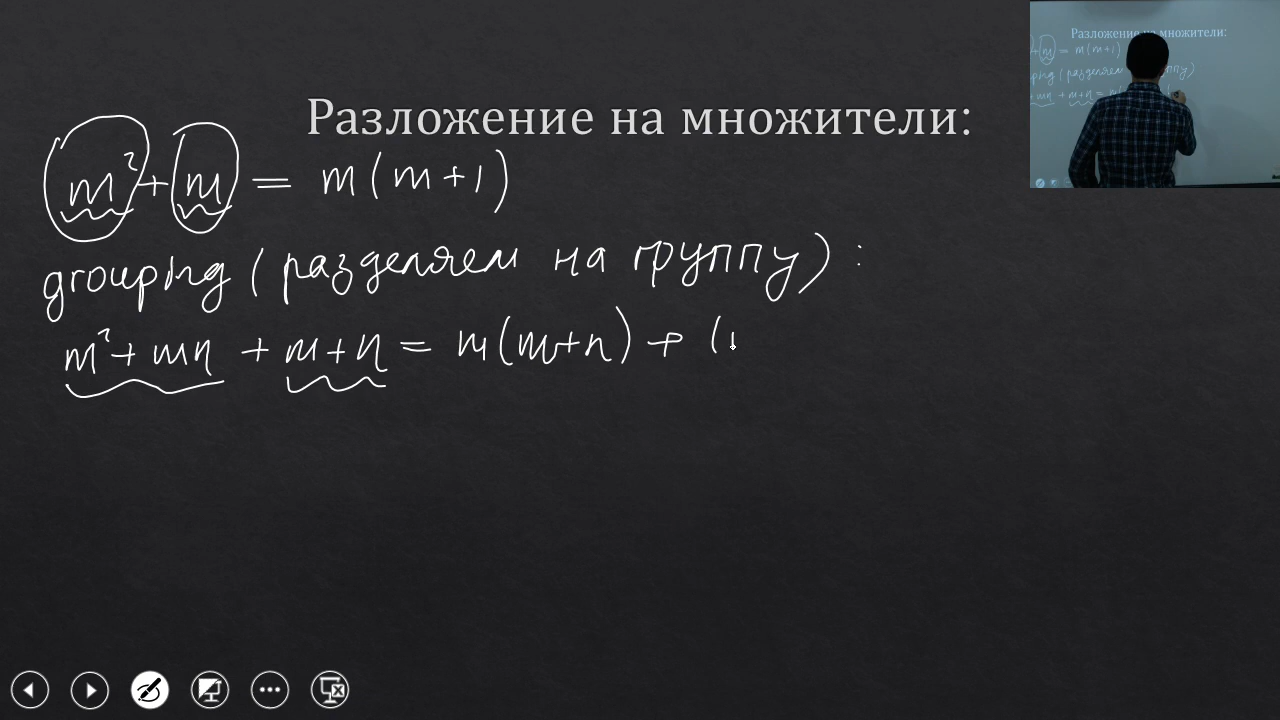 Разложение на множители:
m² + m = m(m+1)
grouping (разделяем на группу):
m² + mn + m + n = m(m+n) + (